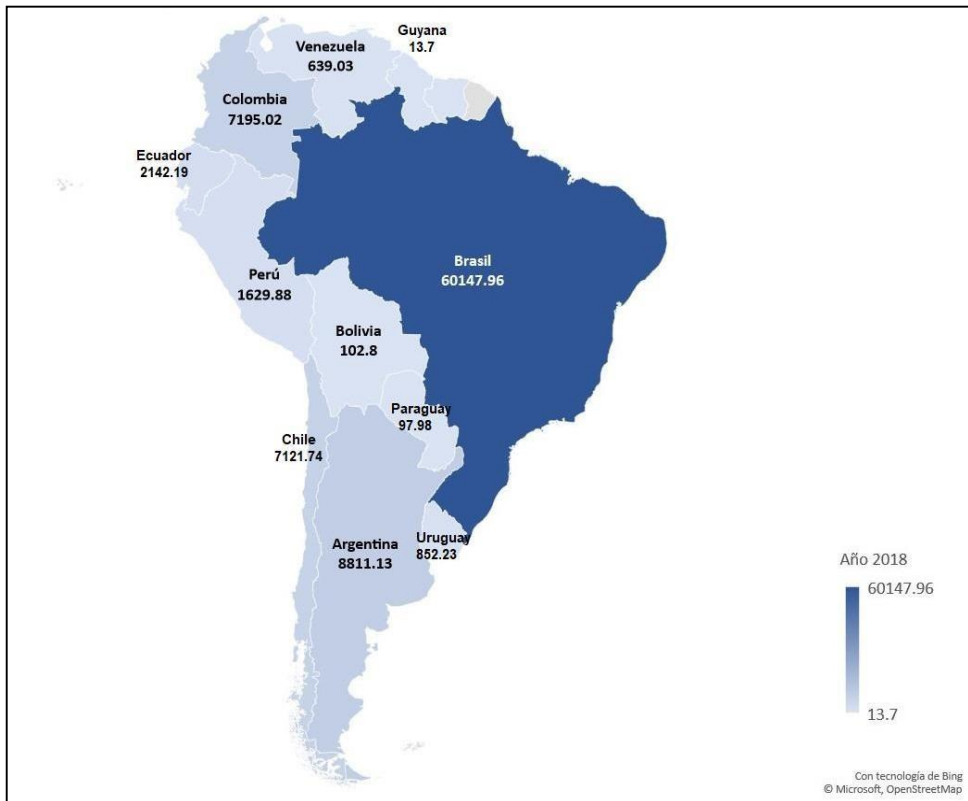 Guyana
13.7
Venezuela
639.03
Colombia
7195.02
Ecuador
2142.19
Brasil
60147.96
Perú
1629.88
Bolivia
102.8
Paraguay
97.98
Chile
7121.74
Argentina
8811.13
Uruguay
852.23
Año 2018
60147.96
13.7
Con tecnología de Bing
© Microsoft, OpenStreetMap